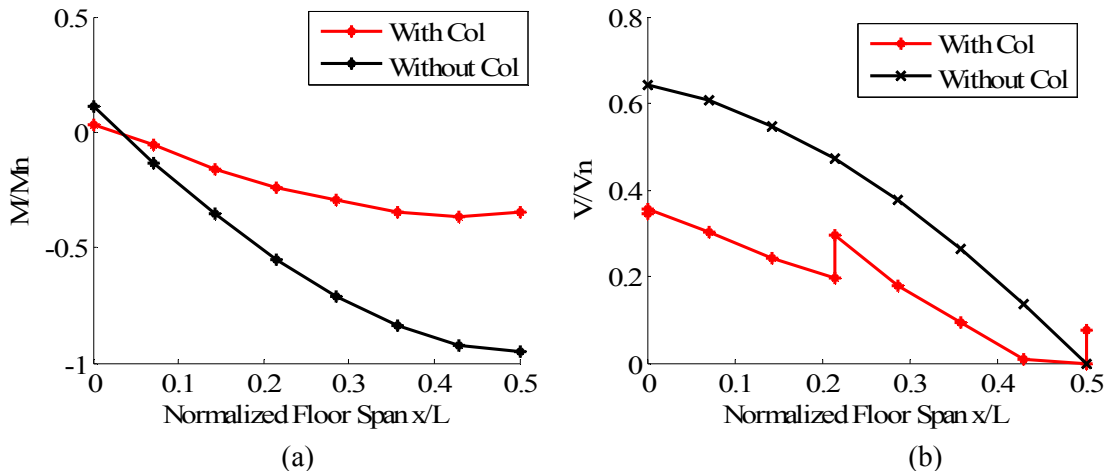 0.5
0
-0.5
-1
M/Mn
With Col
Without Col
0 0.1 0.2 0.3 0.4 0.5
Normalized Floor Span x/L
(a)
0.8
0.6
0.4
0.2
0
V/Vn
With Col
Without Col
0 0.1 0.2 0.3 0.4 0.5
Normalized Floor Span x/L
(b)